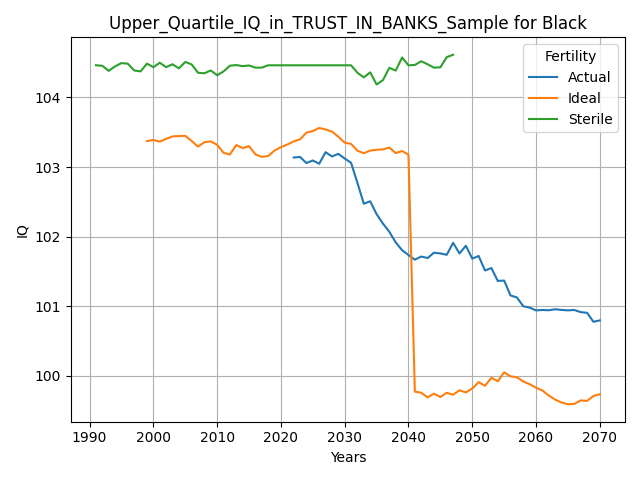 Upper_Quartile_IQ_in_TRUST_IN_BANKS_Sample for Black
Fertility
Actual
Ideal
Sterile
104
103
102
101
100
IQ
1990 2000 2010 2020 2030 2040 2050 2060 2070
Years